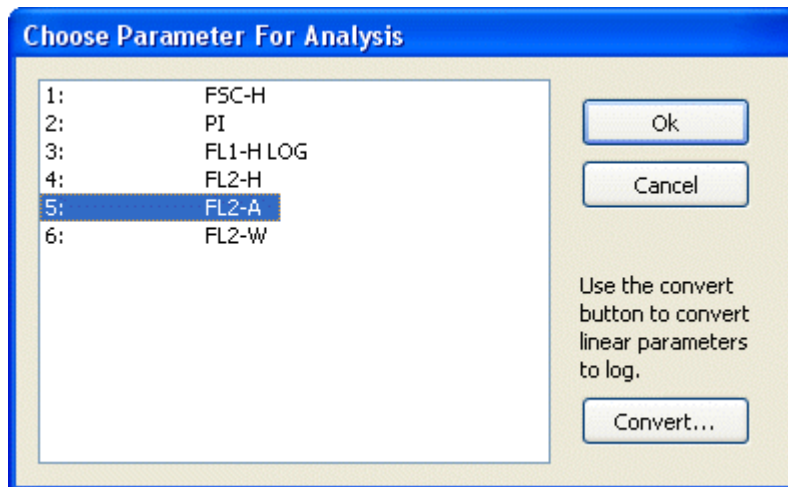 Choose Parameter For Analysis
1: FSC-H
2: PI
3: FL1-H LOG
4: FL2-H
5: FL2-A
6: FL2-W
Ok
Cancel
Use the convert
button to convert
linear parameters
to log.
Convert...